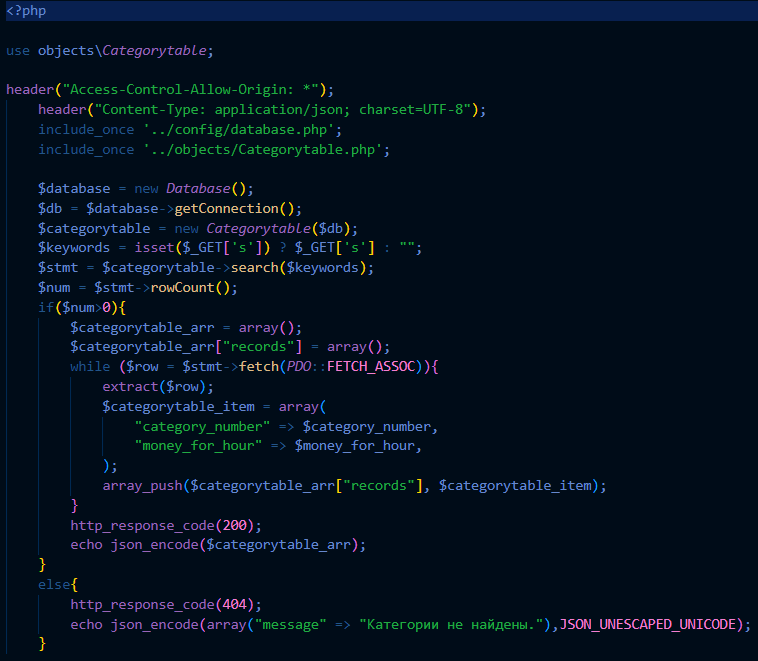 <?php
use objects\Categorytable;
header("Access-Control-Allow-Origin: *");
header("Content-Type: application/json; charset=UTF-8");
include_once '../config/database.php';
include_once '../objects/Categorytable.php';
$database = new Database();
$db = $database->getConnection();
$categorytable = new Categorytable($db);
$keywords = isset($_GET['s']) ? $_GET['s'] : "";
$stmt = $categorytable->search($keywords);
$num = $stmt->rowCount();
if($num>0){
$categorytable_arr = array();
$categorytable_arr["records"] = array();
while ($row = $stmt->fetch(PDO::FETCH_ASSOC)){
extract($row);
$categorytable_item = array(
"category_number" => $category_number,
"money_for_hour" => $money_for_hour,
);
array_push($categorytable_arr["records"], $categorytable_item);
}
http_response_code(200);
echo json_encode($categorytable_arr);
}
else{
http_response_code(404);
echo json_encode(array("message" => "Категории не найдены."),JSON_UNESCAPED_UNICODE);
}